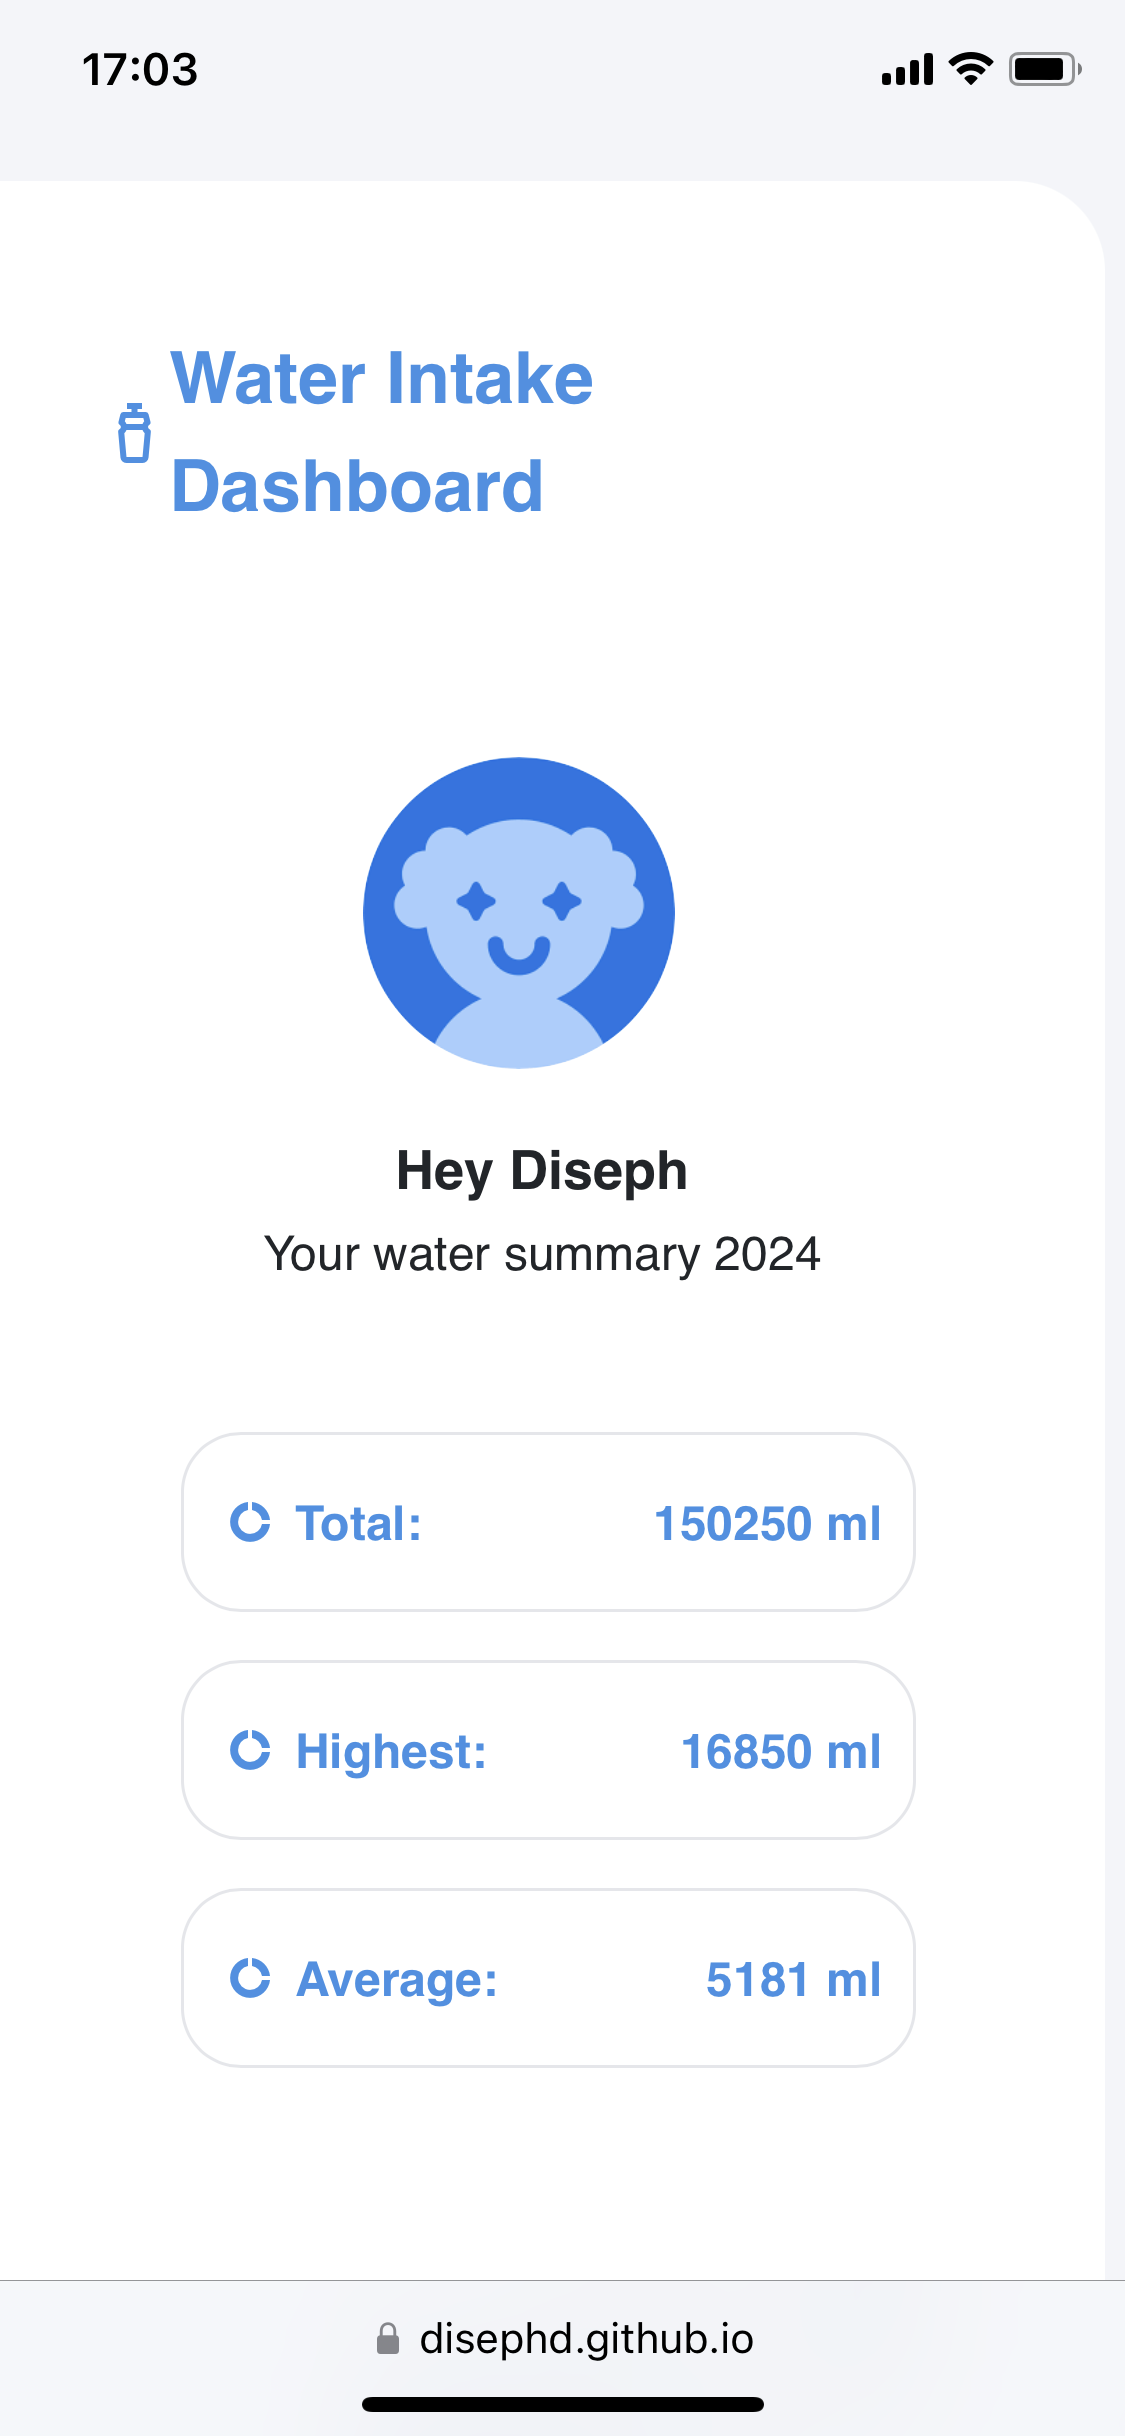 17:03
Water Intake
Dashboard
Hey Diseph
Your water summary 2024
Total: 150250 ml
Highest: 16850 ml
Average: 5181 ml
disephd.github.io